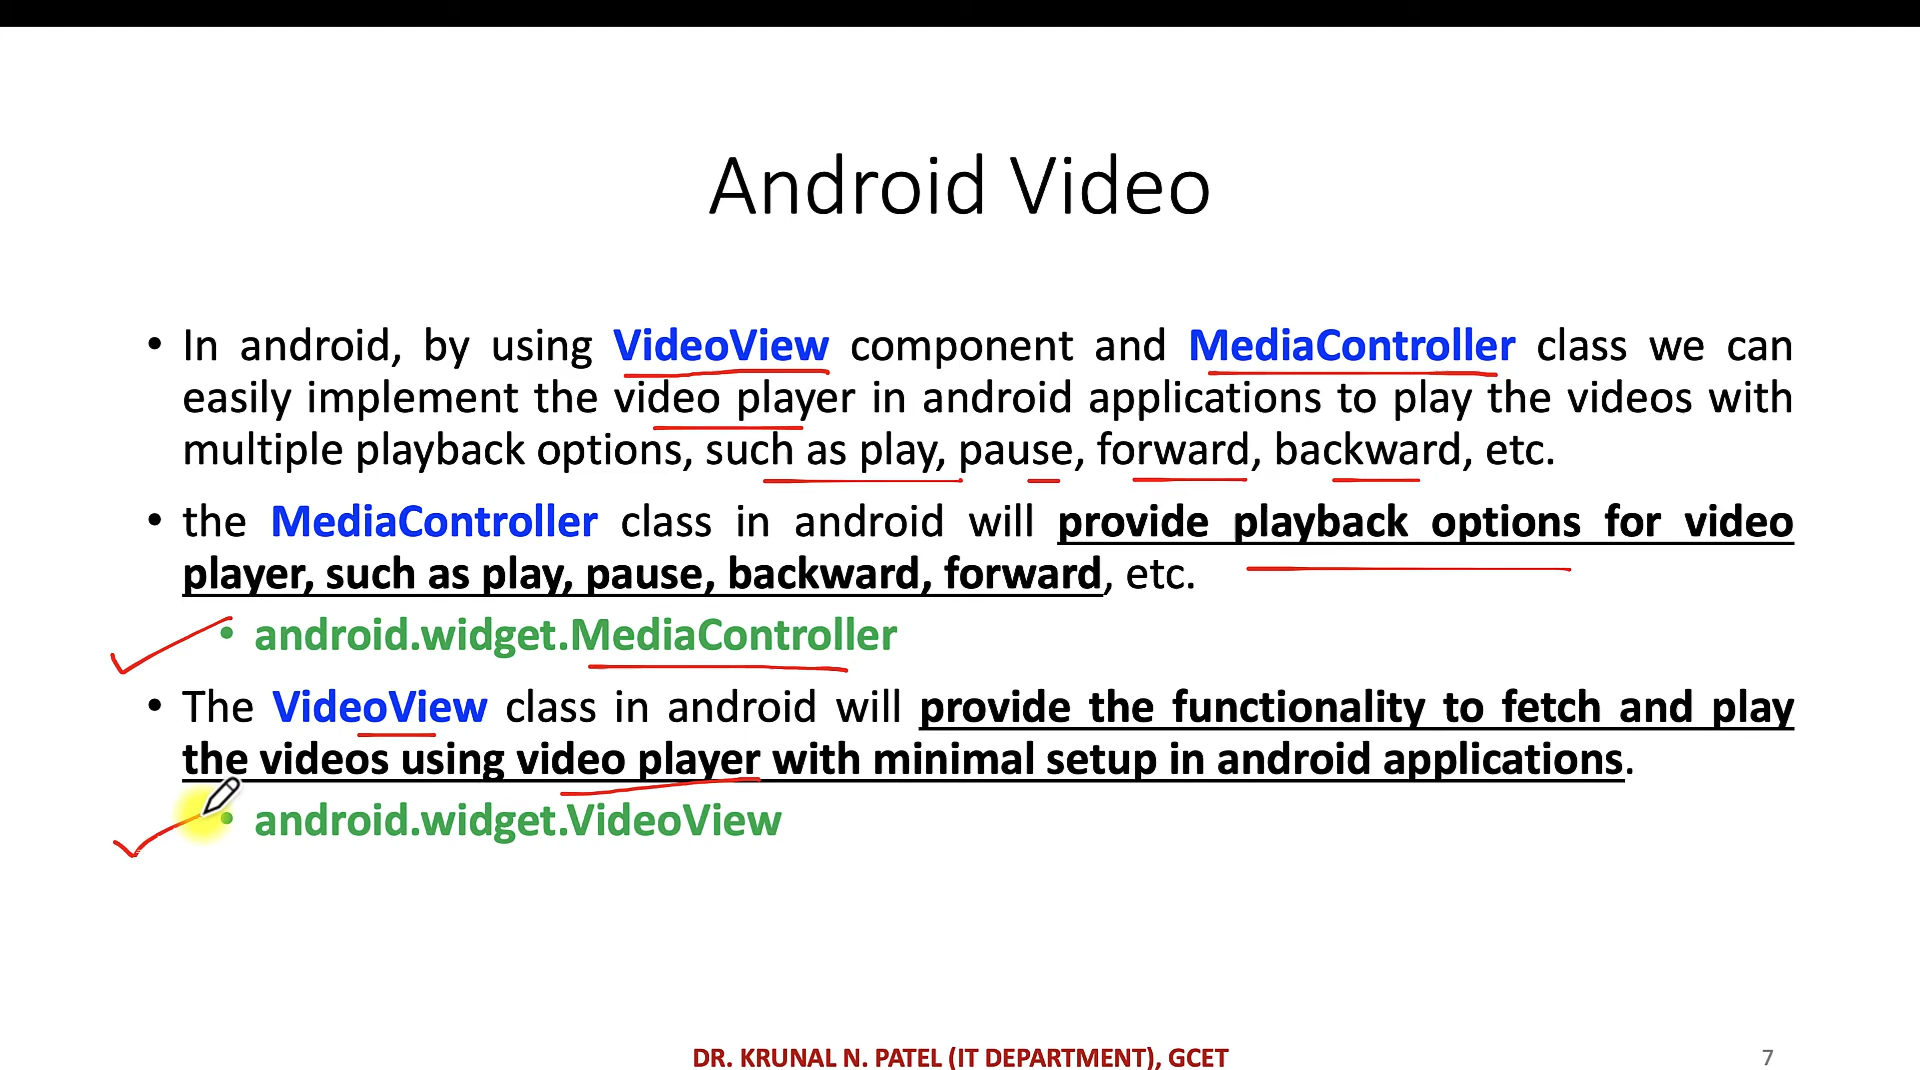 Android Video
• In android, by using VideoView component and MediaController class we can
easily implement the video player in android applications to play the videos with
multiple playback options, such as play, pause, forward, backward, etc.
• the MediaController class in android will provide playback options for video
player, such as play, pause, backward, forward, etc.
• android.widget.MediaController
• The VideoView class in android will provide the functionality to fetch and play
the videos using video player with minimal setup in android applications.
• android.widget.VideoView
DR. KRUNAL N. PATEL (IT DEPARTMENT), GCET
7